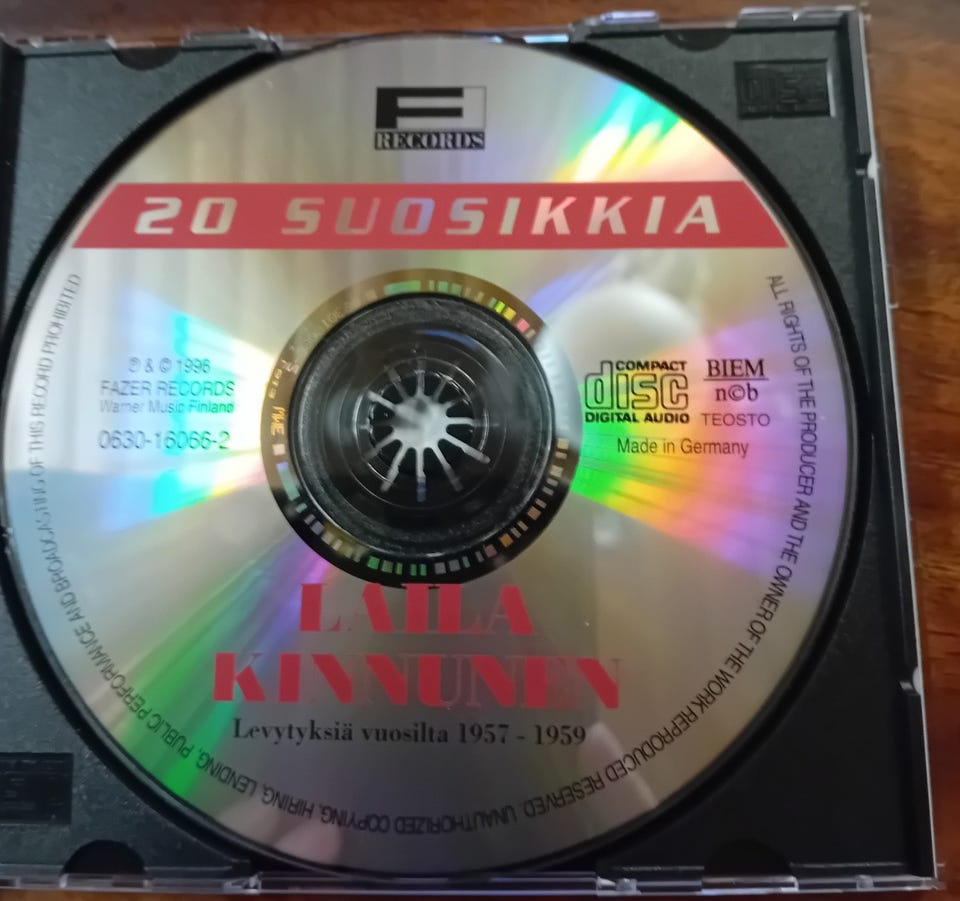 F
RECORDS
20 SUOSIKKIA
℗ & © 1996
FAZER RECORDS
Warner Music Finland
0630-16066-2
COMPACT
disc
DIGITAL AUDIO
BIEM
n©b
TEOSTO
Made in Germany
LAILA
KINNUNEN
Levytyksiä vuosilta 1957 - 1959
ALL RIGHTS OF THE PRODUCER AND THE OWNER OF THE WORK REPRODUCED RESERVED. UNAUTHORIZED COPYING, HIRING, LENDING, PUBLIC PERFORMANCE AND BROADCASTING OF THIS RECORD PROHIBITED